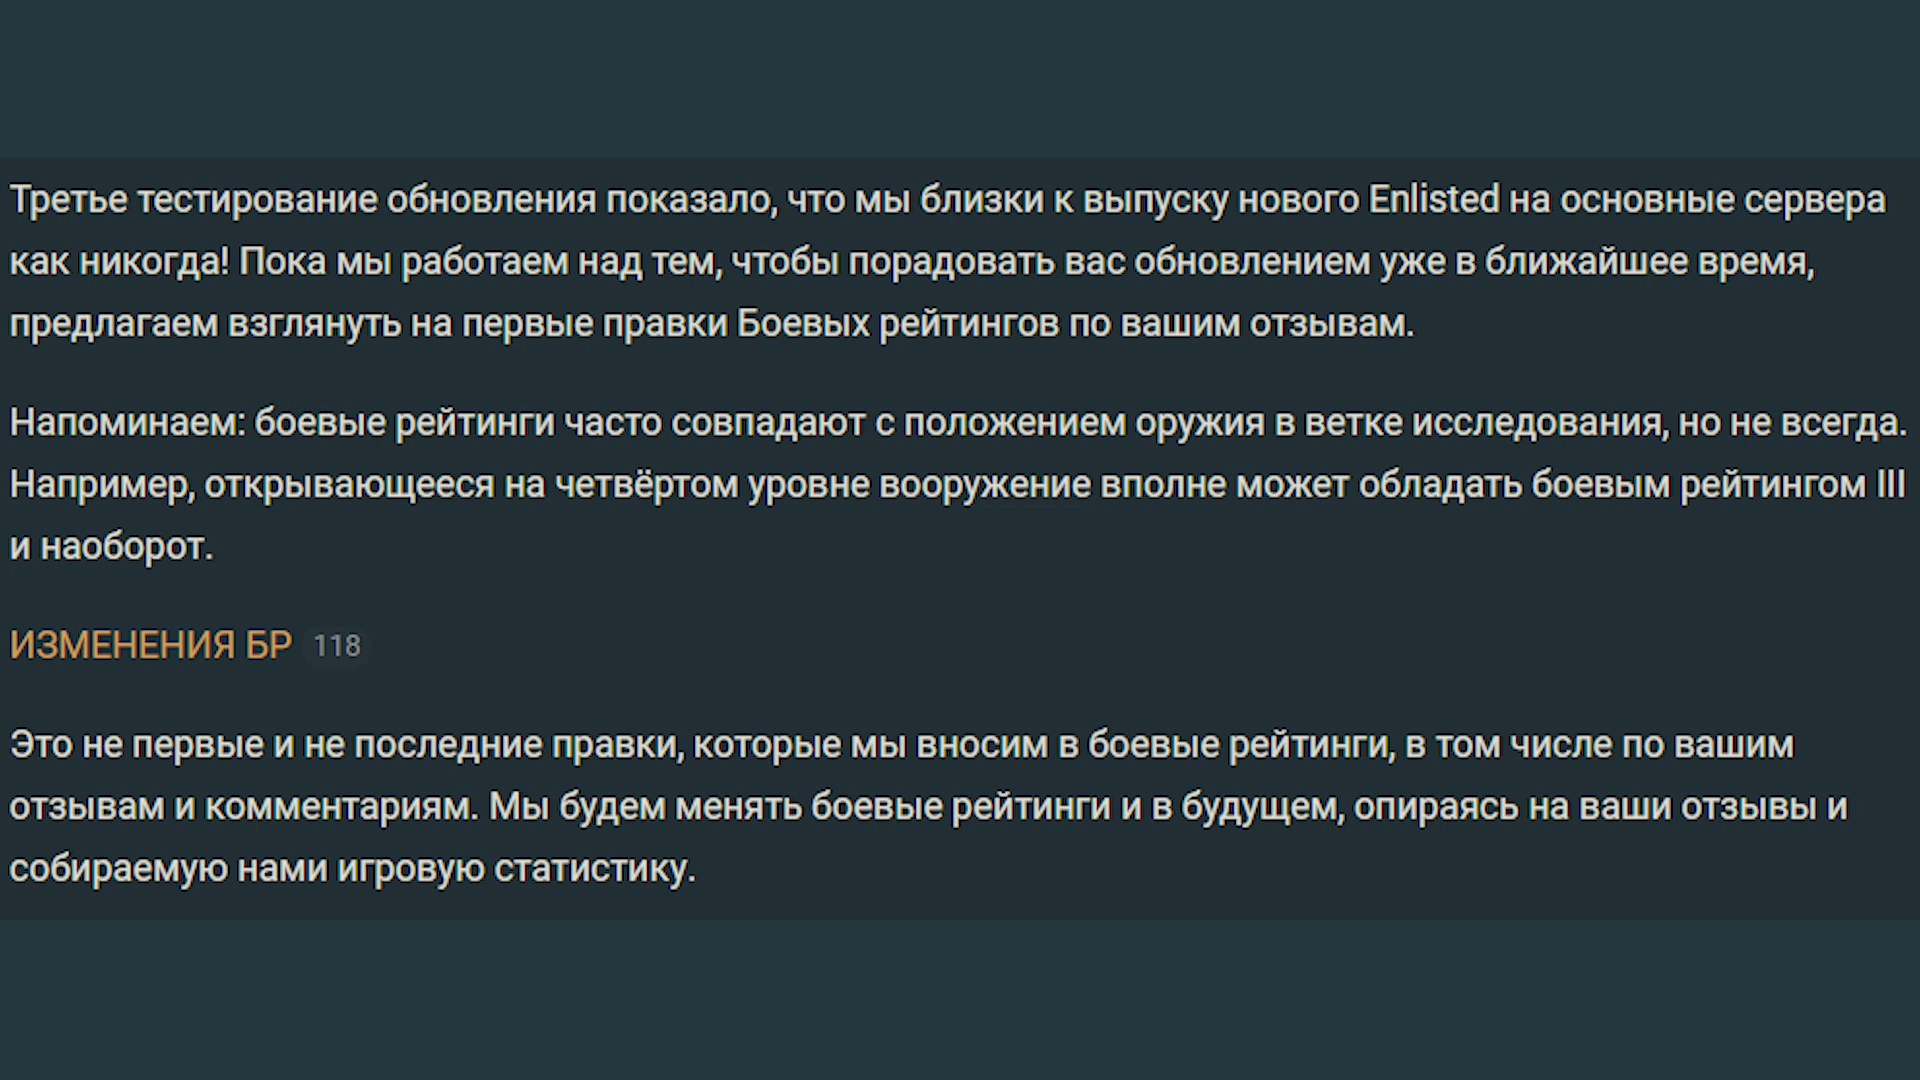 Третье тестирование обновления показало, что мы близки к выпуску нового Enlisted на основные сервера
как никогда! Пока мы работаем над тем, чтобы порадовать вас обновлением уже в ближайшее время,
предлагаем взглянуть на первые правки Боевых рейтингов по вашим отзывам.
Напоминаем: боевые рейтинги часто совпадают с положением оружия в ветке исследования, но не всегда.
Например, открывающееся на четвёртом уровне вооружение вполне может обладать боевым рейтингом III
и наоборот.
ИЗМЕНЕНИЯ БР 118
Это не первые и не последние правки, которые мы вносим в боевые рейтинги, в том числе по вашим
отзывам и комментариям. Мы будем менять боевые рейтинги и в будущем, опираясь на ваши отзывы и
собираемую нами игровую статистику.